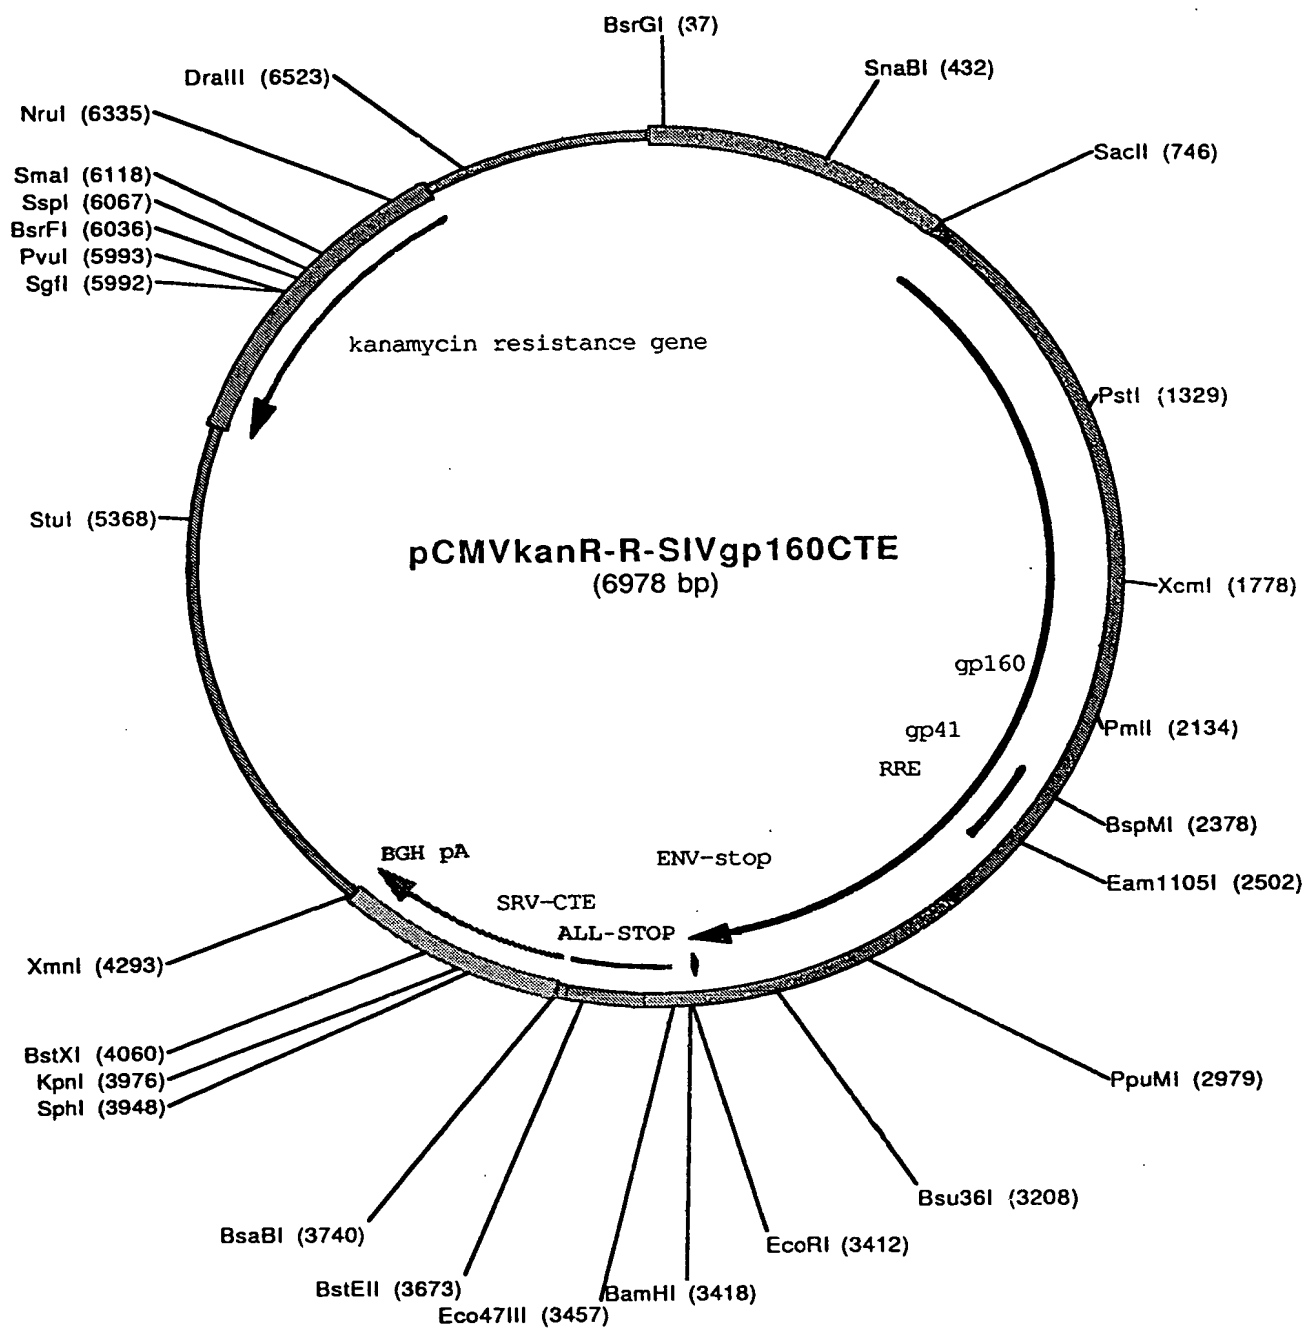 BsrGI (37)
DraIII (6523)
SnaBI (432)
NruI (6335)
SacII (746)
SmaI (6118)
SspI (6067)
BsrFI (6036)
PvuI (5993)
SgfI (5992)
kanamycin resistance gene
PstI (1329)
StuI (5368)
pCMVkanR-R-SIVgp160CTE
(6978 bp)
XcmI (1778)
gp160
gp41
PmlI (2134)
RRE
BspMI (2378)
BGH pA
ENV-stop
Eam1105I (2502)
SRV-CTE
ALL-STOP
XmnI (4293)
BstXI (4060)
KpnI (3976)
SphI (3948)
PpuMI (2979)
Bsu36I (3208)
BsaBI (3740)
EcoRI (3412)
BstEII (3673)
BamHI (3418)
Eco47III (3457)